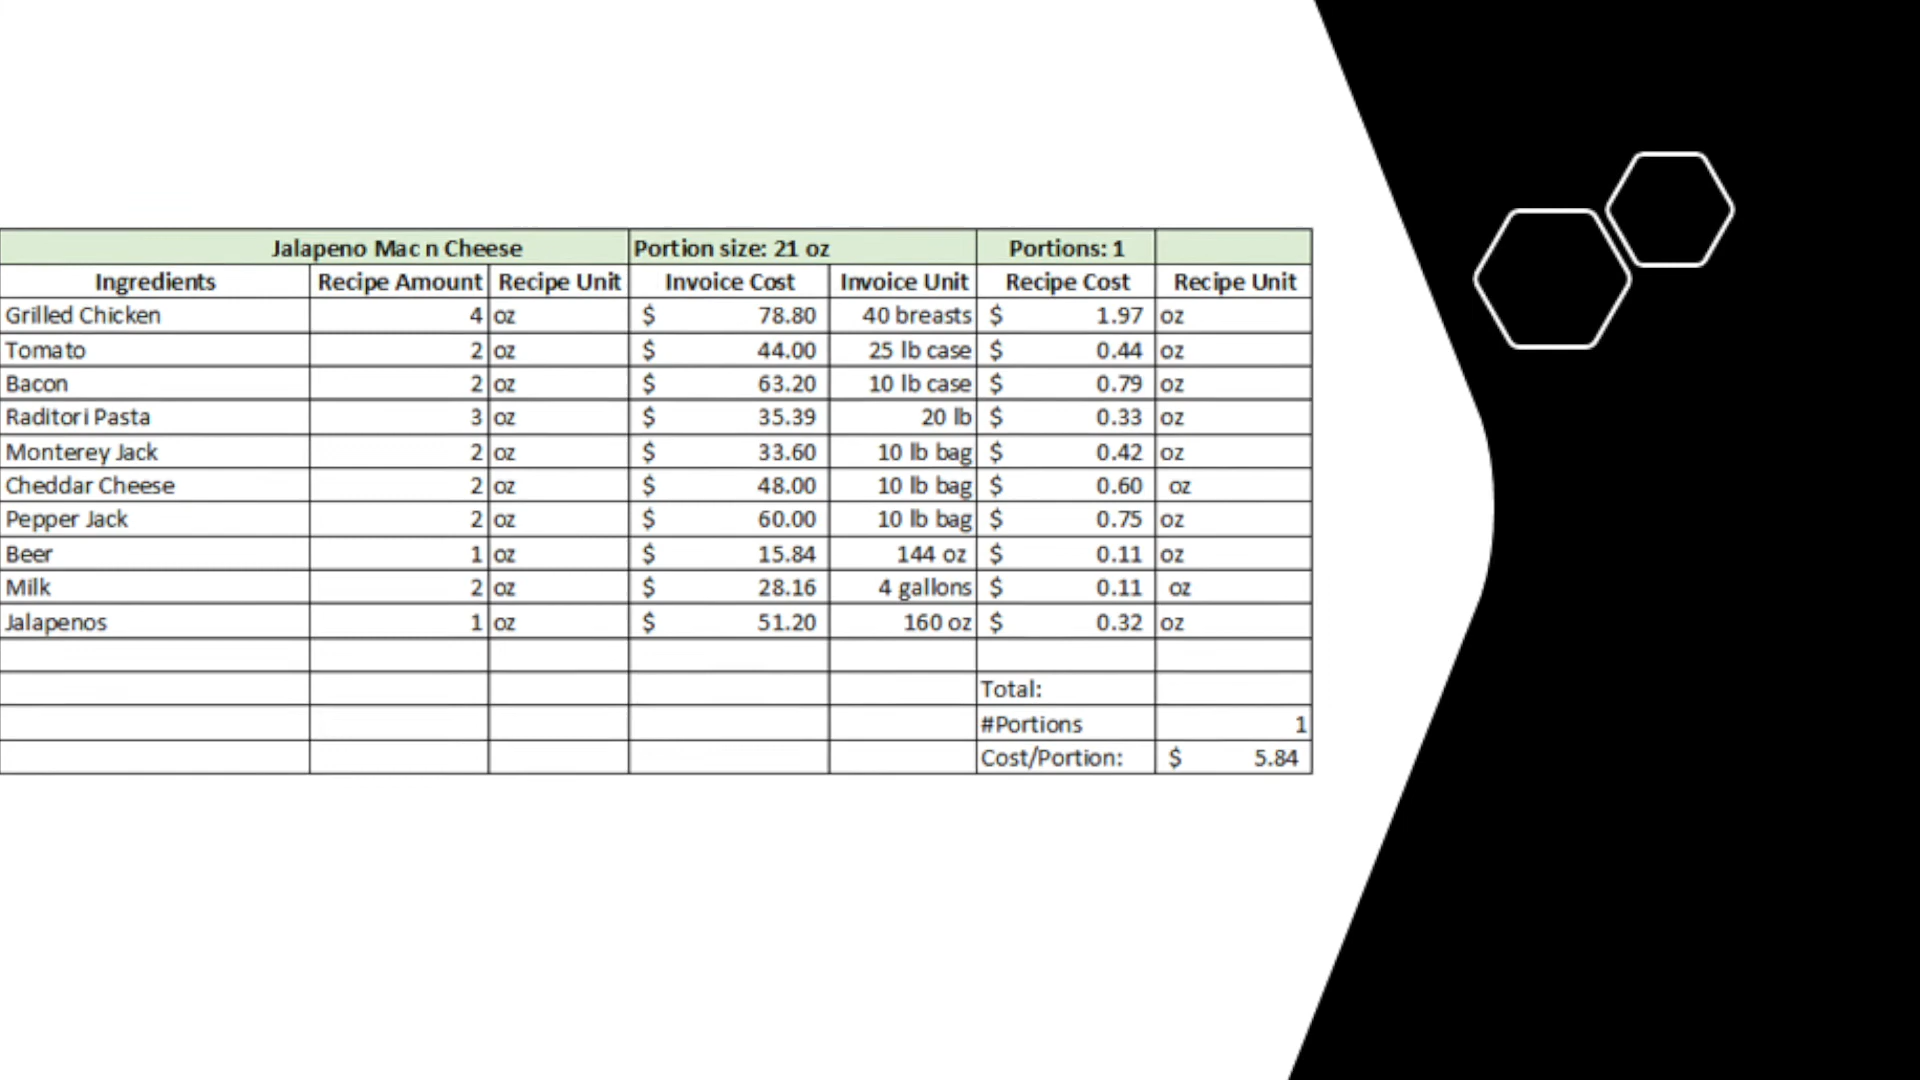 Jalapeno Mac n Cheese Portion size: 21 oz Portions: 1
Ingredients Recipe Amount Recipe Unit Invoice Cost Invoice Unit Recipe Cost Recipe Unit
Grilled Chicken 4 oz $ 78.80 40 breasts $ 1.97 oz
Tomato 2 oz $ 44.00 25 lb case $ 0.44 oz
Bacon 2 oz $ 63.20 10 lb case $ 0.79 oz
Raditori Pasta 3 oz $ 35.39 20 lb $ 0.33 oz
Monterey Jack 2 oz $ 33.60 10 lb bag $ 0.42 oz
Cheddar Cheese 2 oz $ 48.00 10 lb bag $ 0.60 oz
Pepper Jack 2 oz $ 60.00 10 lb bag $ 0.75 oz
Beer 1 oz $ 15.84 144 oz $ 0.11 oz
Milk 2 oz $ 28.16 4 gallons $ 0.11 oz
Jalapenos 1 oz $ 51.20 160 oz $ 0.32 oz
Total:
#Portions 1
Cost/Portion: $ 5.84